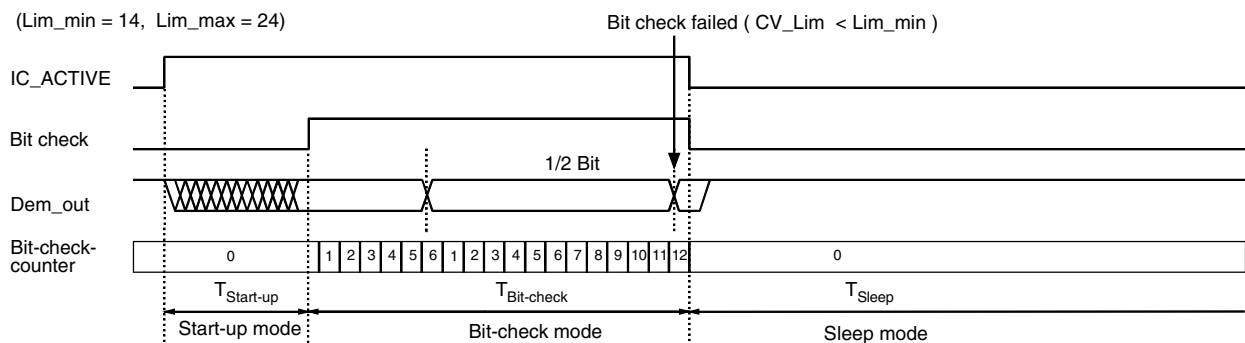 (Lim_min = 14, Lim_max = 24)
Bit check failed ( CV_Lim < Lim_min )
IC_ACTIVE
Bit check
1/2 Bit
Dem_out
Bit-check-
counter
0 1 2 3 4 5 6 1 2 3 4 5 6 7 8 9 10 11 12 0
TStart-up TBit-check TSleep
Start-up mode Bit-check mode Sleep mode